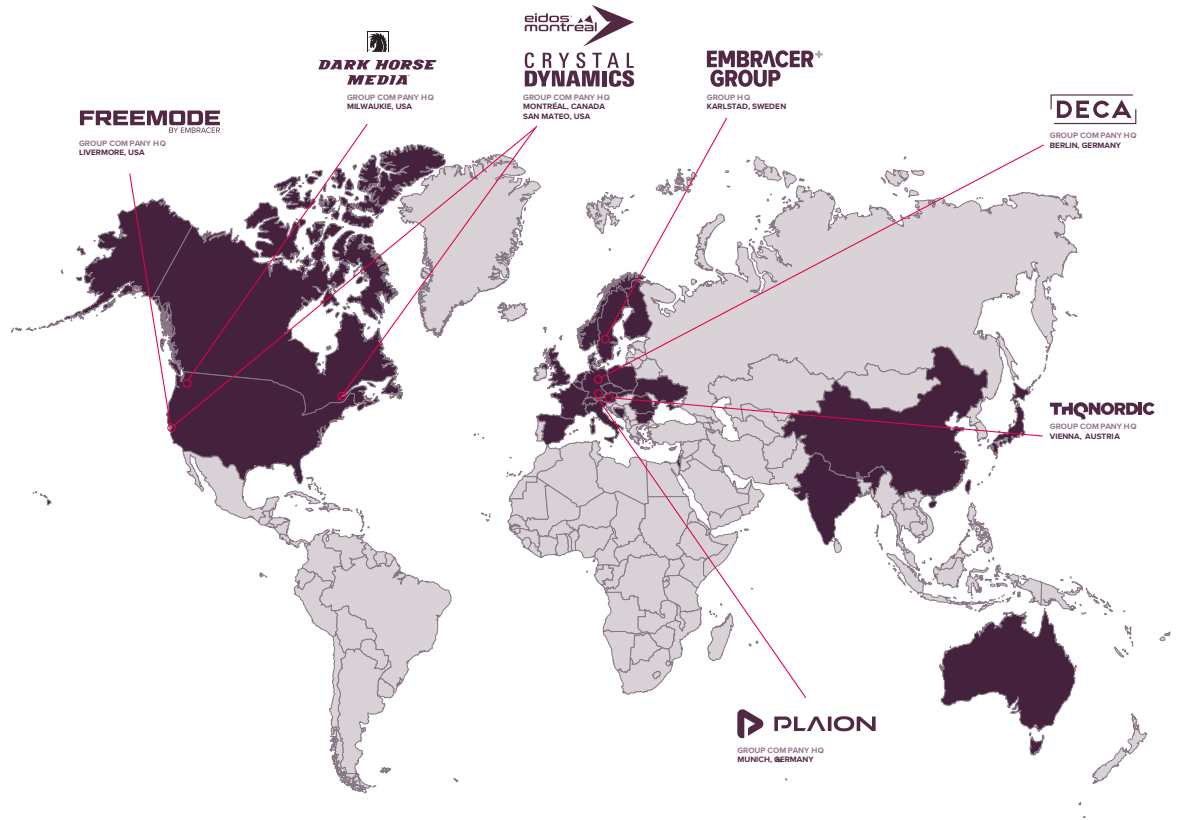 eidos
montréal
DARK HORSE
MEDIA
GROUP COMPANY HQ
MILWAUKIE, USA
CRYSTAL
DYNAMICS
GROUP COMPANY HQ
MONTRÉAL, CANADA
SAN MATEO, USA
EMBRACER+
GROUP
GROUP HQ
KARLSTAD, SWEDEN
DECA
GROUP COMPANY HQ
BERLIN, GERMANY
FREEMODE
BY EMBRACER
GROUP COMPANY HQ
LIVERMORE, USA
THQNORDIC
GROUP COMPANY HQ
VIENNA, AUSTRIA
PLAION
GROUP COMPANY HQ
MUNICH, GERMANY